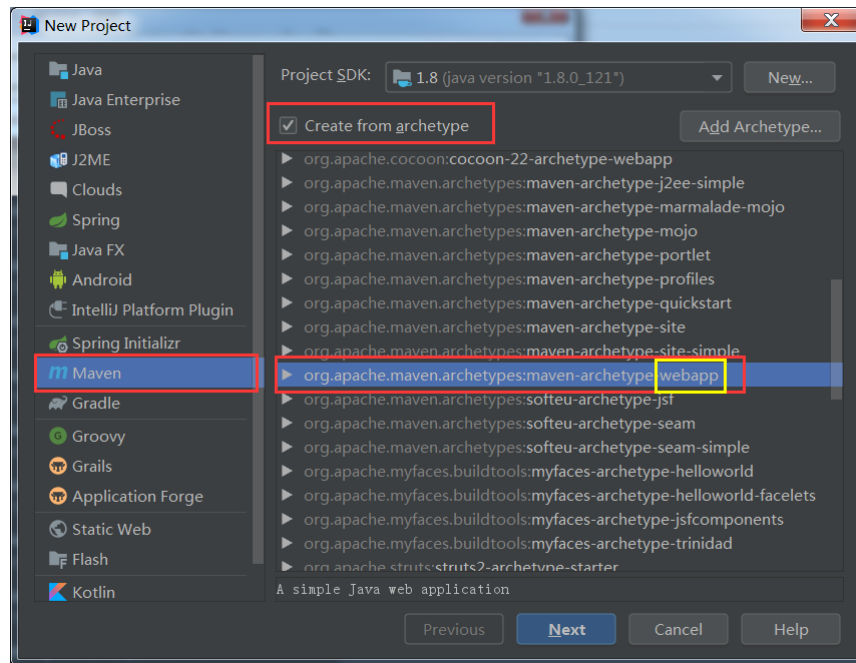 New Project
Java
Java Enterprise
JBoss
J2ME
Clouds
Spring
Java FX
Android
IntelliJ Platform Plugin
Spring Initializr
Maven
Gradle
Groovy
Grails
Application Forge
Static Web
Flash
Kotlin
Project SDK: 1.8 (java version "1.8.0_121") New...
Create from archetype Add Archetype...
org.apache.cocoon:cocoon-22-archetype-webapp
org.apache.maven.archetypes:maven-archetype-j2ee-simple
org.apache.maven.archetypes:maven-archetype-marmalade-mojo
org.apache.maven.archetypes:maven-archetype-mojo
org.apache.maven.archetypes:maven-archetype-portlet
org.apache.maven.archetypes:maven-archetype-profiles
org.apache.maven.archetypes:maven-archetype-quickstart
org.apache.maven.archetypes:maven-archetype-site
org.apache.maven.archetypes:maven-archetype-site-simple
org.apache.maven.archetypes:maven-archetype-webapp
org.apache.maven.archetypes:softeu-archetype-jsf
org.apache.maven.archetypes:softeu-archetype-seam
org.apache.maven.archetypes:softeu-archetype-seam-simple
org.apache.myfaces.buildtools:myfaces-archetype-helloworld
org.apache.myfaces.buildtools:myfaces-archetype-helloworld-facelets
org.apache.myfaces.buildtools:myfaces-archetype-jsfcomponents
org.apache.myfaces.buildtools:myfaces-archetype-trinidad
org.apache.struts:struts2-archetype-starter
A simple Java web application
Previous Next Cancel Help